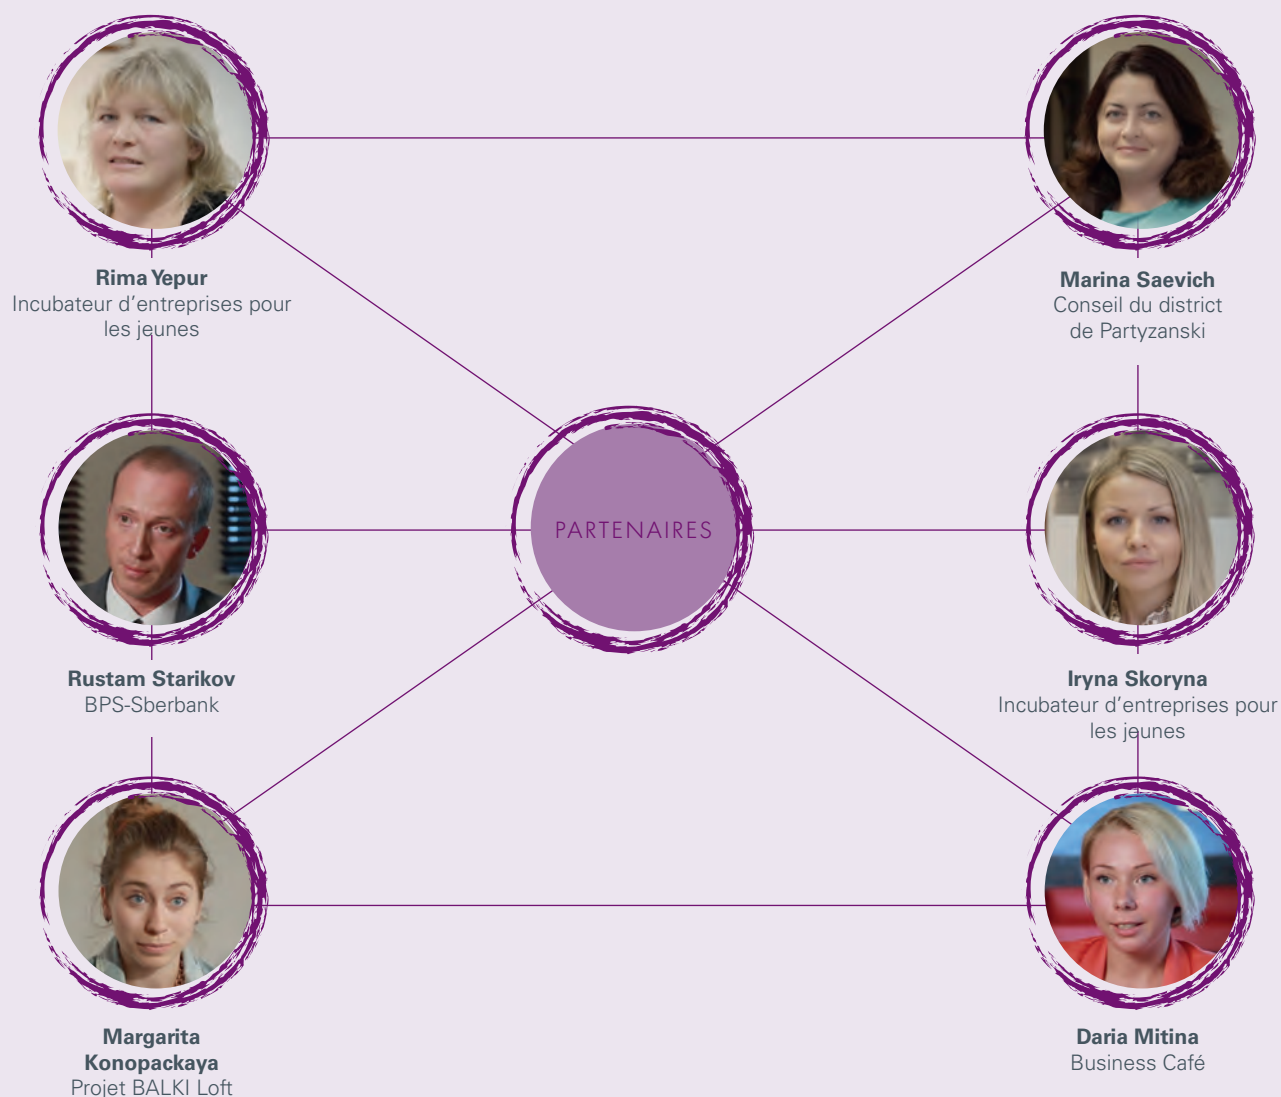 Rima Yepur
Incubateur d’entreprises pour
les jeunes
Marina Saevich
Conseil du district
de Partyzanski
PARTENAIRES
Rustam Starikov
BPS-Sberbank
Iryna Skoryna
Incubateur d’entreprises pour
les jeunes
Margarita
Konopackaya
Projet BALKI Loft
Daria Mitina
Business Café